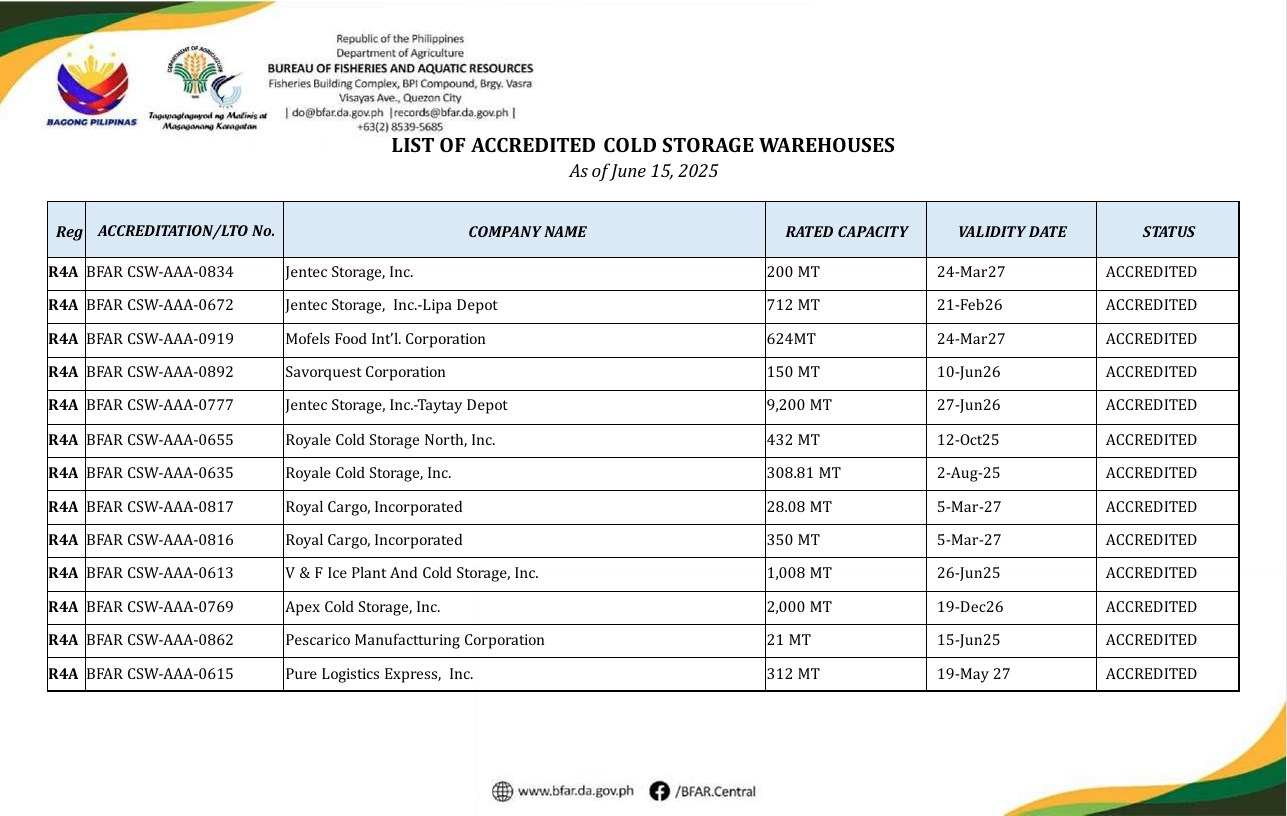 Republic of the Philippines
Department of Agriculture
BUREAU OF FISHERIES AND AQUATIC RESOURCES
Fisheries Building Complex, BPI Compound, Brgy. Vasra
Visayas Ave., Quezon City
| do@bfar.da.gov.ph |records@bfar.da.gov.ph |
+63(2) 8539-5685
BAGONG PILIPINAS
DEPARTMENT OF AGRICULTURE
Tagapagtaguyod ng Malinis at
Masaganang Karagatan
LIST OF ACCREDITED COLD STORAGE WAREHOUSES
As of June 15, 2025
Reg ACCREDITATION/LTO No. COMPANY NAME RATED CAPACITY VALIDITY DATE STATUS
R4A BFAR CSW-AAA-0834 Jentec Storage, Inc. 200 MT 24-Mar27 ACCREDITED
R4A BFAR CSW-AAA-0672 Jentec Storage, Inc.-Lipa Depot 712 MT 21-Feb26 ACCREDITED
R4A BFAR CSW-AAA-0919 Mofels Food Int’l. Corporation 624MT 24-Mar27 ACCREDITED
R4A BFAR CSW-AAA-0892 Savorquest Corporation 150 MT 10-Jun26 ACCREDITED
R4A BFAR CSW-AAA-0777 Jentec Storage, Inc.-Taytay Depot 9,200 MT 27-Jun26 ACCREDITED
R4A BFAR CSW-AAA-0655 Royale Cold Storage North, Inc. 432 MT 12-Oct25 ACCREDITED
R4A BFAR CSW-AAA-0635 Royale Cold Storage, Inc. 308.81 MT 2-Aug-25 ACCREDITED
R4A BFAR CSW-AAA-0817 Royal Cargo, Incorporated 28.08 MT 5-Mar-27 ACCREDITED
R4A BFAR CSW-AAA-0816 Royal Cargo, Incorporated 350 MT 5-Mar-27 ACCREDITED
R4A BFAR CSW-AAA-0613 V & F Ice Plant And Cold Storage, Inc. 1,008 MT 26-Jun25 ACCREDITED
R4A BFAR CSW-AAA-0769 Apex Cold Storage, Inc. 2,000 MT 19-Dec26 ACCREDITED
R4A BFAR CSW-AAA-0862 Pescarico Manufactturing Corporation 21 MT 15-Jun25 ACCREDITED
R4A BFAR CSW-AAA-0615 Pure Logistics Express, Inc. 312 MT 19-May 27 ACCREDITED
www.bfar.da.gov.ph /BFAR.Central